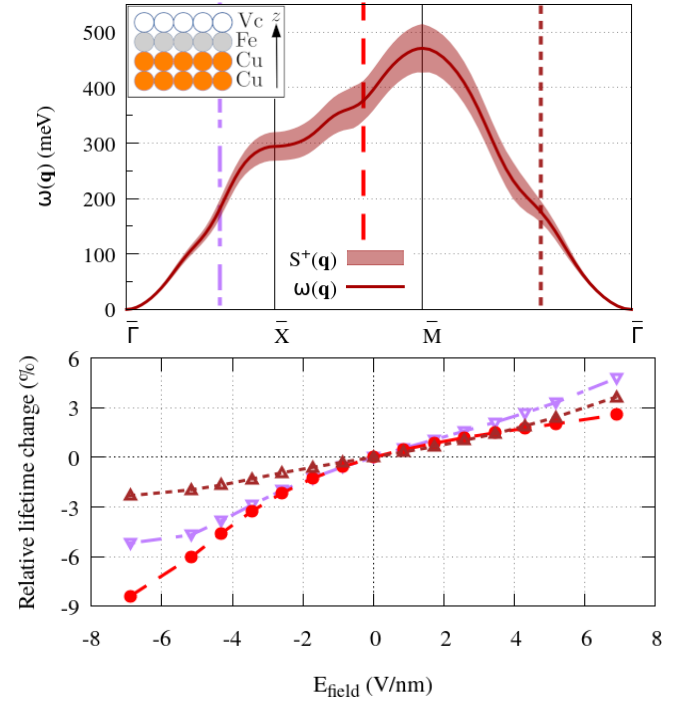 Vc
Fe
Cu
Cu
z
500
400
300
200
100
0
ω(q) (meV)
S⁺(q)
ω(q)
Γ̅
X̅
M̅
Γ̅
6
3
0
-3
-6
-9
Relative lifetime change (%)
-8 -6 -4 -2 0 2 4 6 8
E_field (V/nm)